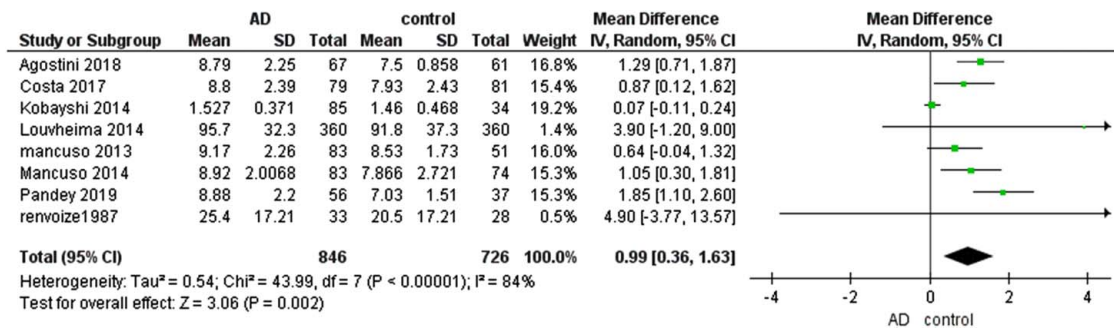 AD control Mean Difference Mean Difference
Study or Subgroup Mean SD Total Mean SD Total Weight IV, Random, 95% CI IV, Random, 95% CI
Agostini 2018 8.79 2.25 67 7.5 0.858 61 16.8% 1.29 [0.71, 1.87]
Costa 2017 8.8 2.39 79 7.93 2.43 81 15.4% 0.87 [0.12, 1.62]
Kobayshi 2014 1.527 0.371 85 1.46 0.468 34 19.2% 0.07 [-0.11, 0.24]
Louvheima 2014 95.7 32.3 360 91.8 37.3 360 1.4% 3.90 [-1.20, 9.00]
mancuso 2013 9.17 2.26 83 8.53 1.73 51 16.0% 0.64 [-0.04, 1.32]
Mancuso 2014 8.92 2.0068 83 7.866 2.721 74 15.3% 1.05 [0.30, 1.81]
Pandey 2019 8.88 2.2 56 7.03 1.51 37 15.4% 1.85 [1.10, 2.60]
renvoize1987 25.4 17.21 33 20.5 17.21 28 0.5% 4.90 [-3.77, 13.57]
Total (95% CI) 846 726 100.0% 0.99 [0.36, 1.63]
Heterogeneity: Tau² = 0.54; Chi² = 43.99, df = 7 (P < 0.00001); I² = 84%
Test for overall effect: Z = 3.06 (P = 0.002)
-4 -2 0 2 4
AD control